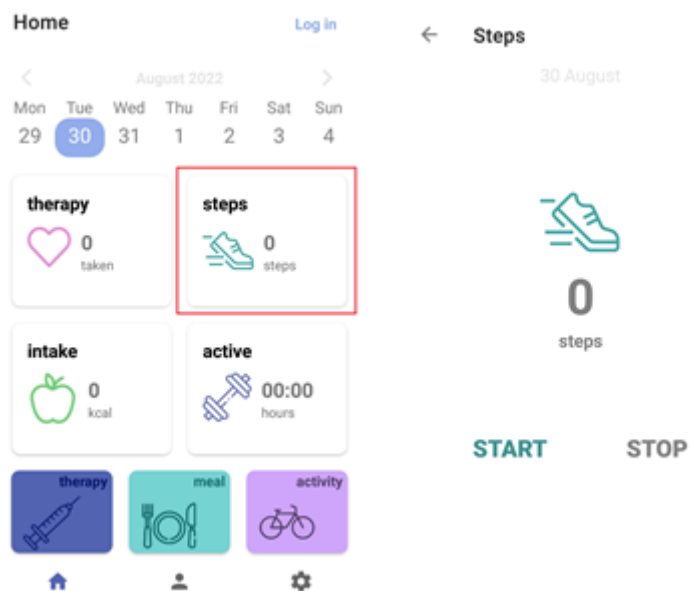 Home Log in
August 2022
Mon Tue Wed Thu Fri Sat Sun
29 30 31 1 2 3 4
therapy
0
taken
steps
0
steps
intake
0
kcal
active
00:00
hours
therapy
meal
activity
Steps
30 August
0
steps
START STOP